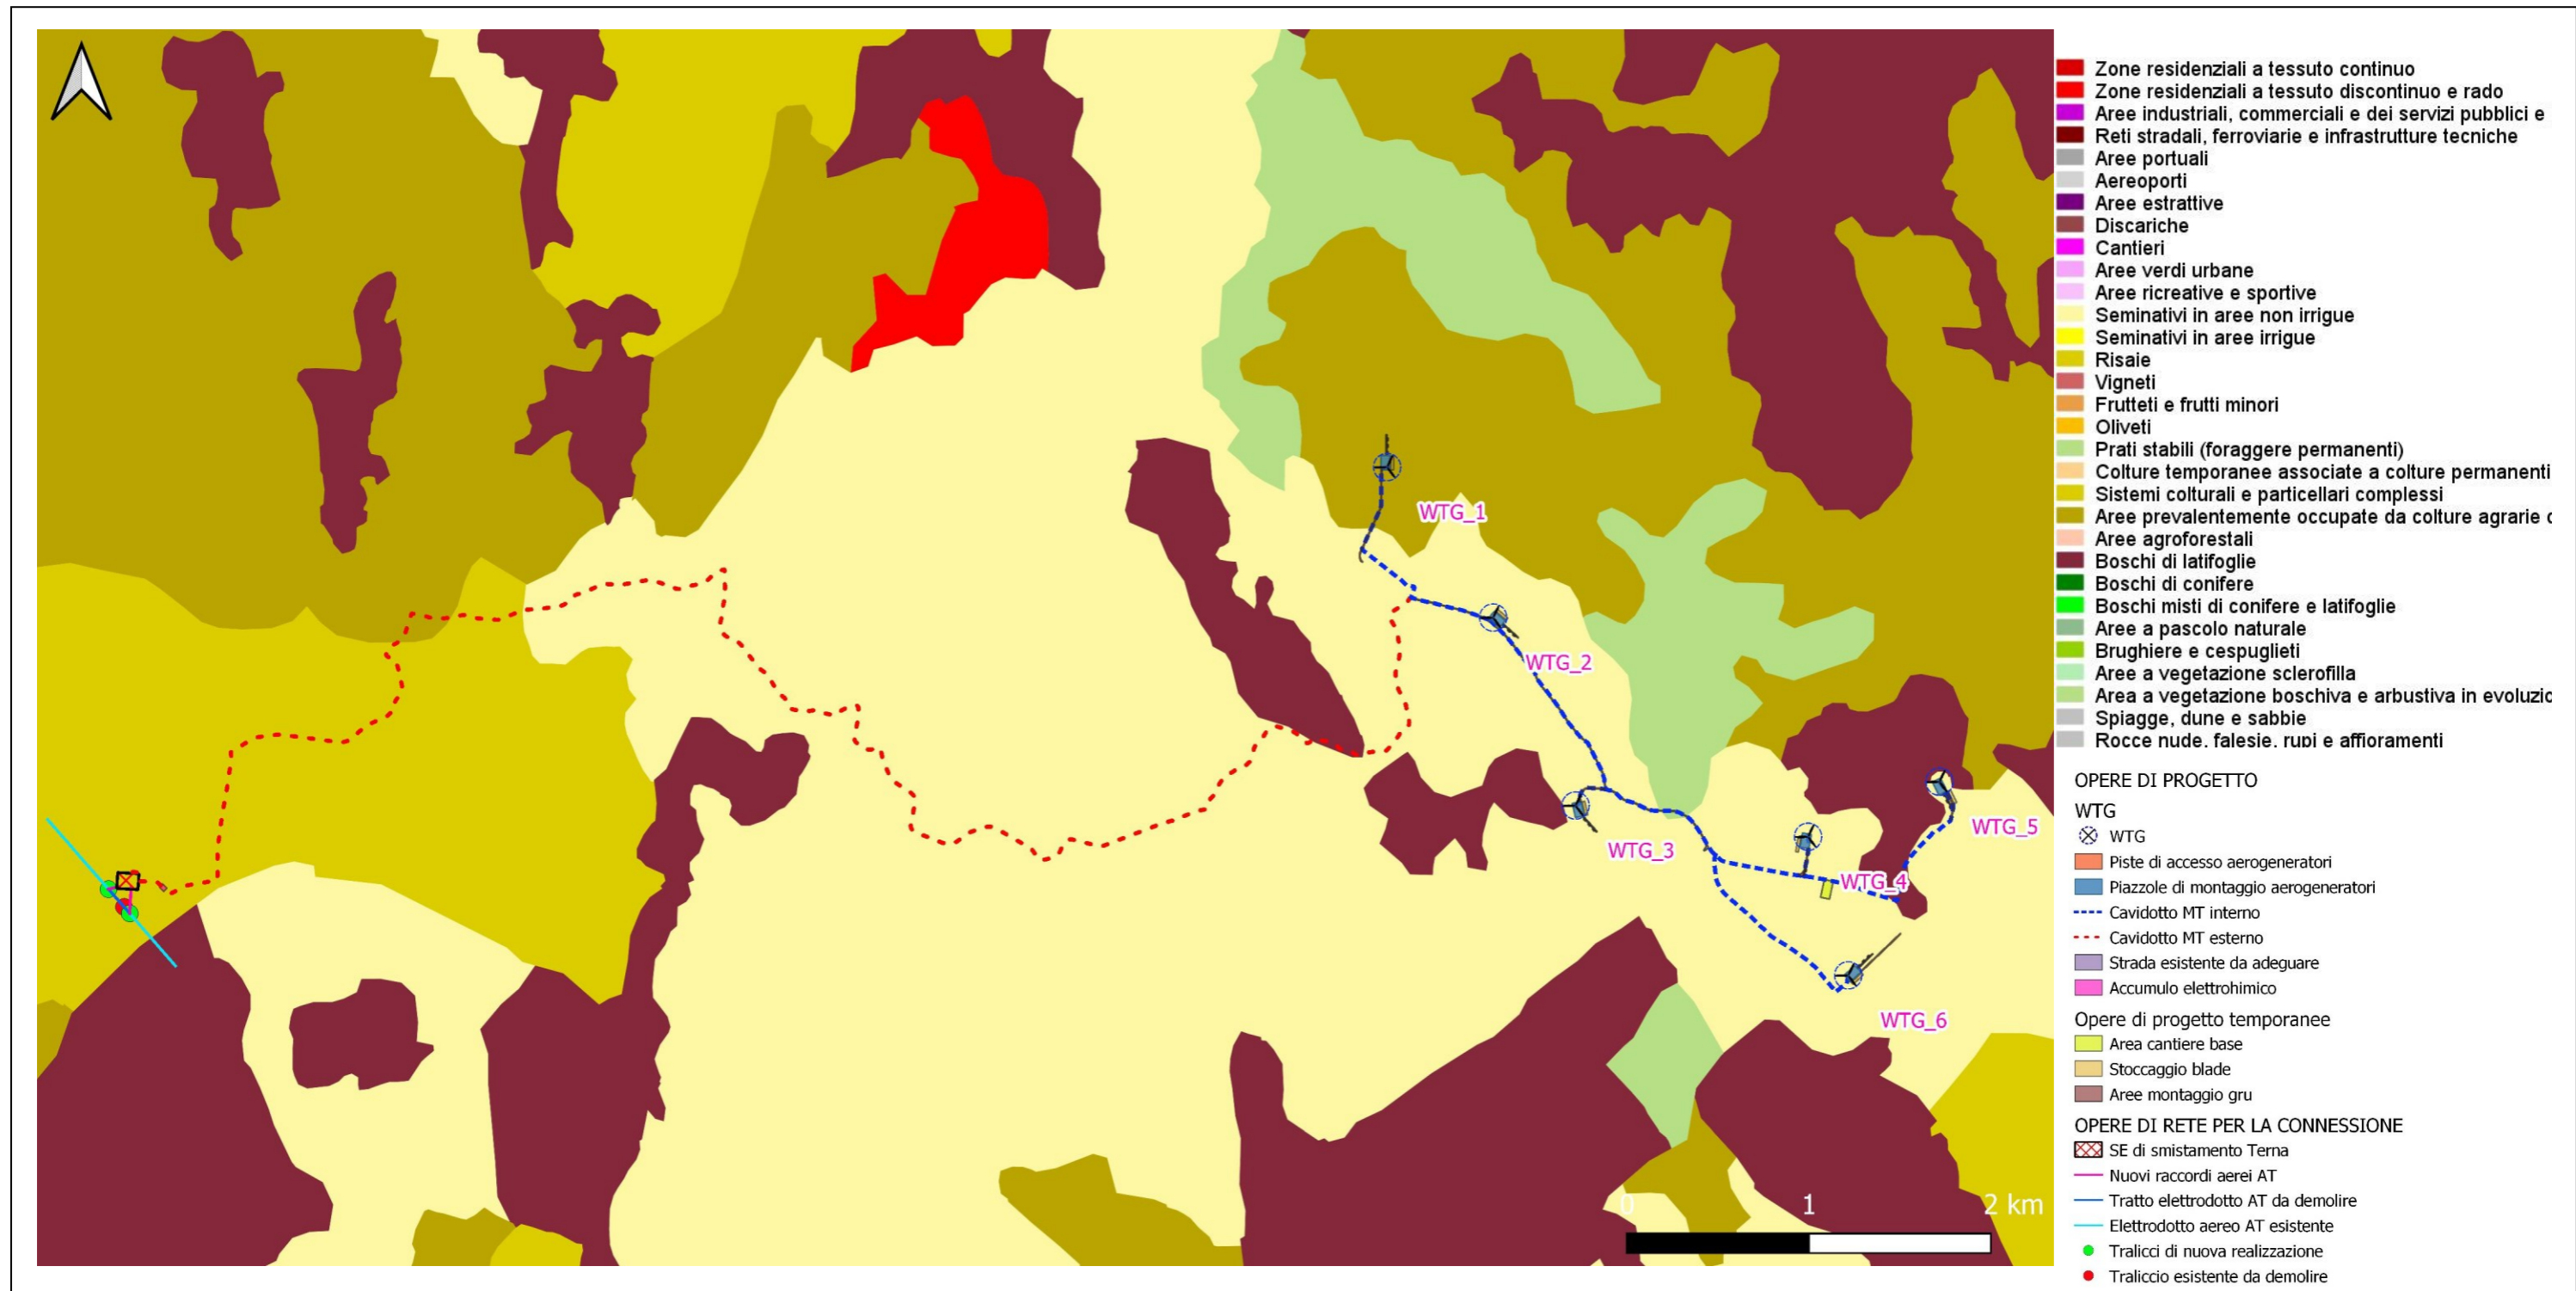 WTG_1
WTG_2
WTG_3
WTG_4
WTG_5
WTG_6
0 1 2 km
Zone residenziali a tessuto continuo
Zone residenziali a tessuto discontinuo e rado
Aree industriali, commerciali e dei servizi pubblici e
Reti stradali, ferroviarie e infrastrutture tecniche
Aree portuali
Aereoporti
Aree estrattive
Discariche
Cantieri
Aree verdi urbane
Aree ricreative e sportive
Seminativi in aree non irrigue
Seminativi in aree irrigue
Risaie
Vigneti
Frutteti e frutti minori
Oliveti
Prati stabili (foraggere permanenti)
Colture temporanee associate a colture permanenti
Sistemi colturali e particellari complessi
Aree prevalentemente occupate da colture agrarie c
Aree agroforestali
Boschi di latifoglie
Boschi di conifere
Boschi misti di conifere e latifoglie
Aree a pascolo naturale
Brughiere e cespuglieti
Aree a vegetazione sclerofilla
Area a vegetazione boschiva e arbustiva in evoluzic
Spiagge, dune e sabbie
Rocce nude, falesie, rupi e affioramenti
OPERE DI PROGETTO
WTG
WTG
Piste di accesso aerogeneratori
Piazzole di montaggio aerogeneratori
Cavidotto MT interno
Cavidotto MT esterno
Strada esistente da adeguare
Accumulo elettrohimico
Opere di progetto temporanee
Area cantiere base
Stoccaggio blade
Aree montaggio gru
OPERE DI RETE PER LA CONNESSIONE
SE di smistamento Terna
Nuovi raccordi aerei AT
Tratto elettrodotto AT da demolire
Elettrodotto aereo AT esistente
Tralicci di nuova realizzazione
Traliccio esistente da demolire